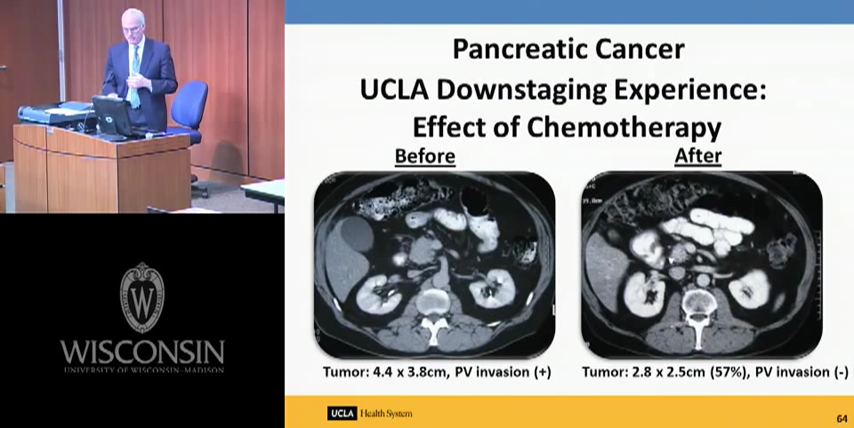 Pancreatic Cancer
UCLA Downstaging Experience:
Effect of Chemotherapy
Before
After
Tumor: 4.4 x 3.8cm, PV invasion (+)
Tumor: 2.8 x 2.5cm (57%), PV invasion (-)
W
WISCONSIN
UNIVERSITY OF WISCONSIN–MADISON
UCLA Health System
64